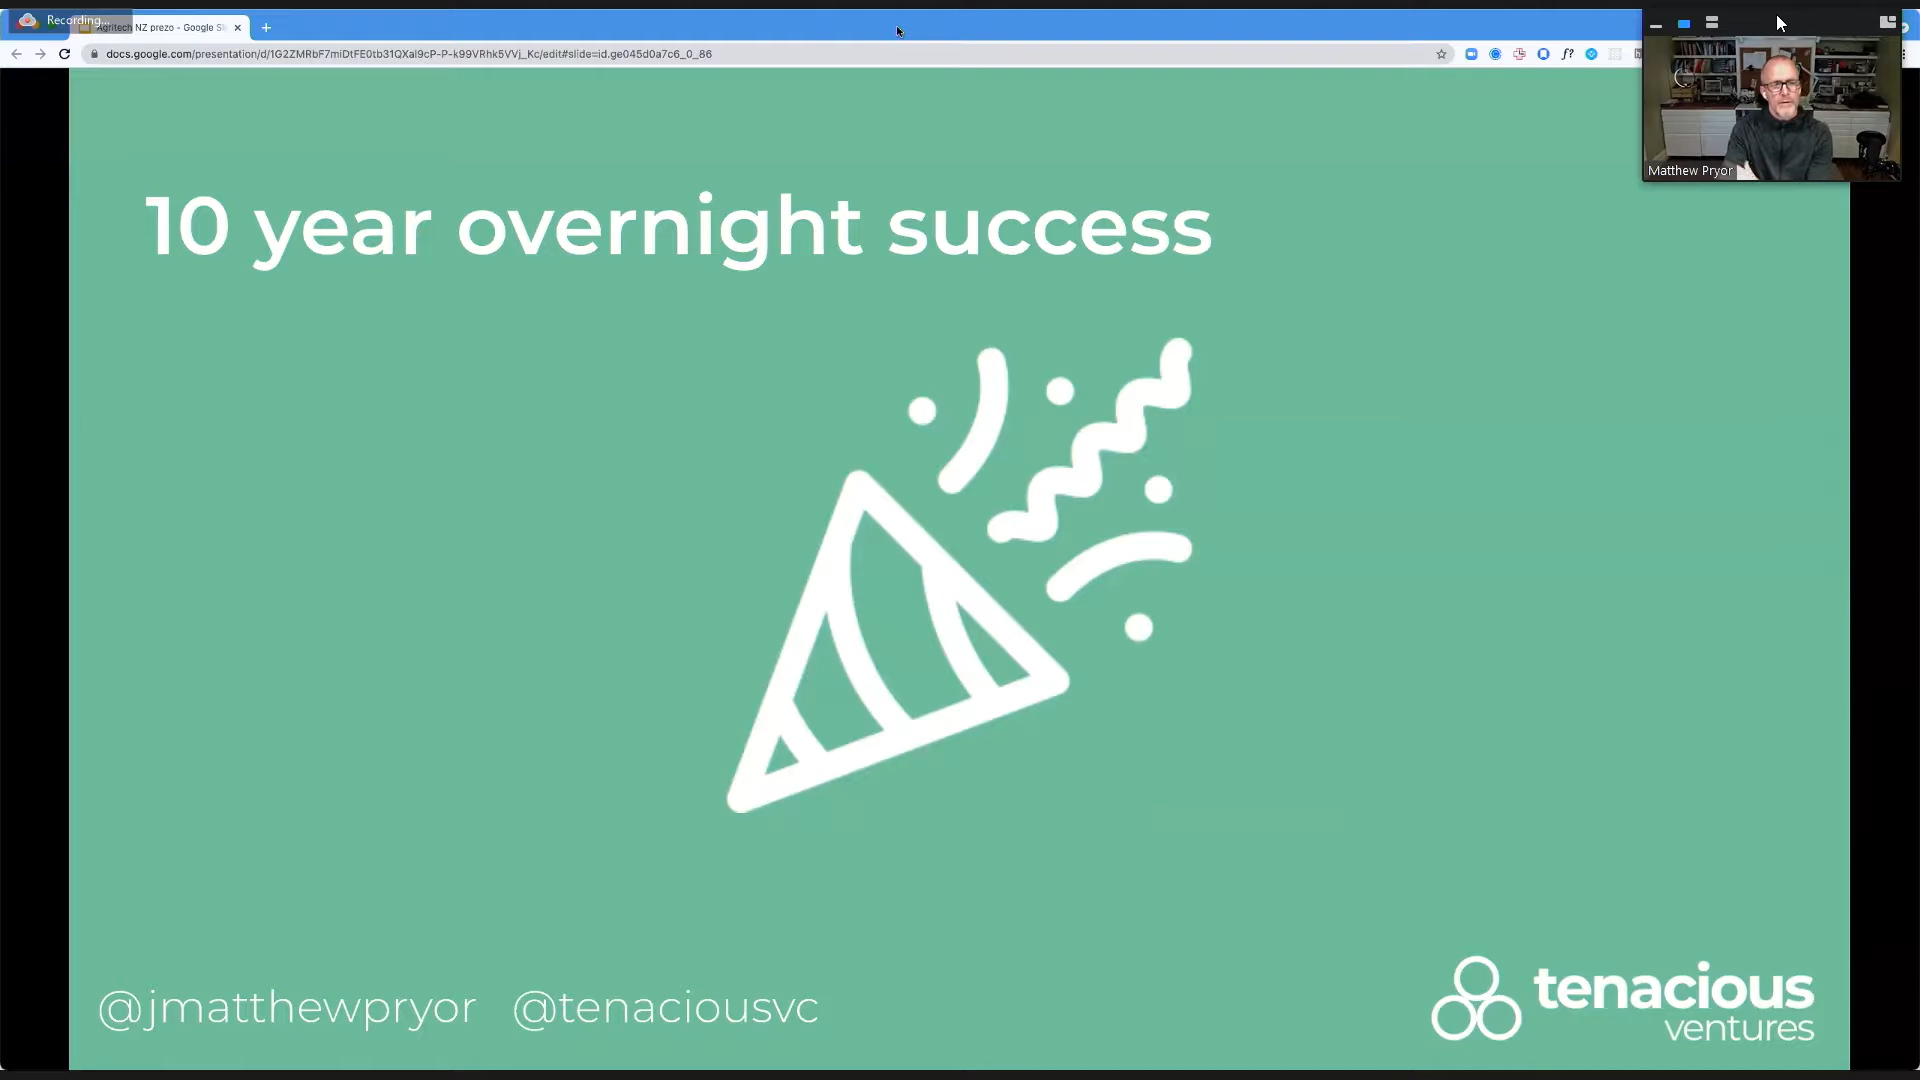 Recording...
Agritech NZ prezo - Google Sl
docs.google.com/presentation/d/1G2ZMRbF7miDtFE0tb31QXal9cP-P-k99VRhk5VVj_Kc/edit#slide=id.ge045d0a7c6_0_86
f?
Matthew Pryor
10 year overnight success
@jmatthewpryor @tenaciousvc
tenacious
ventures